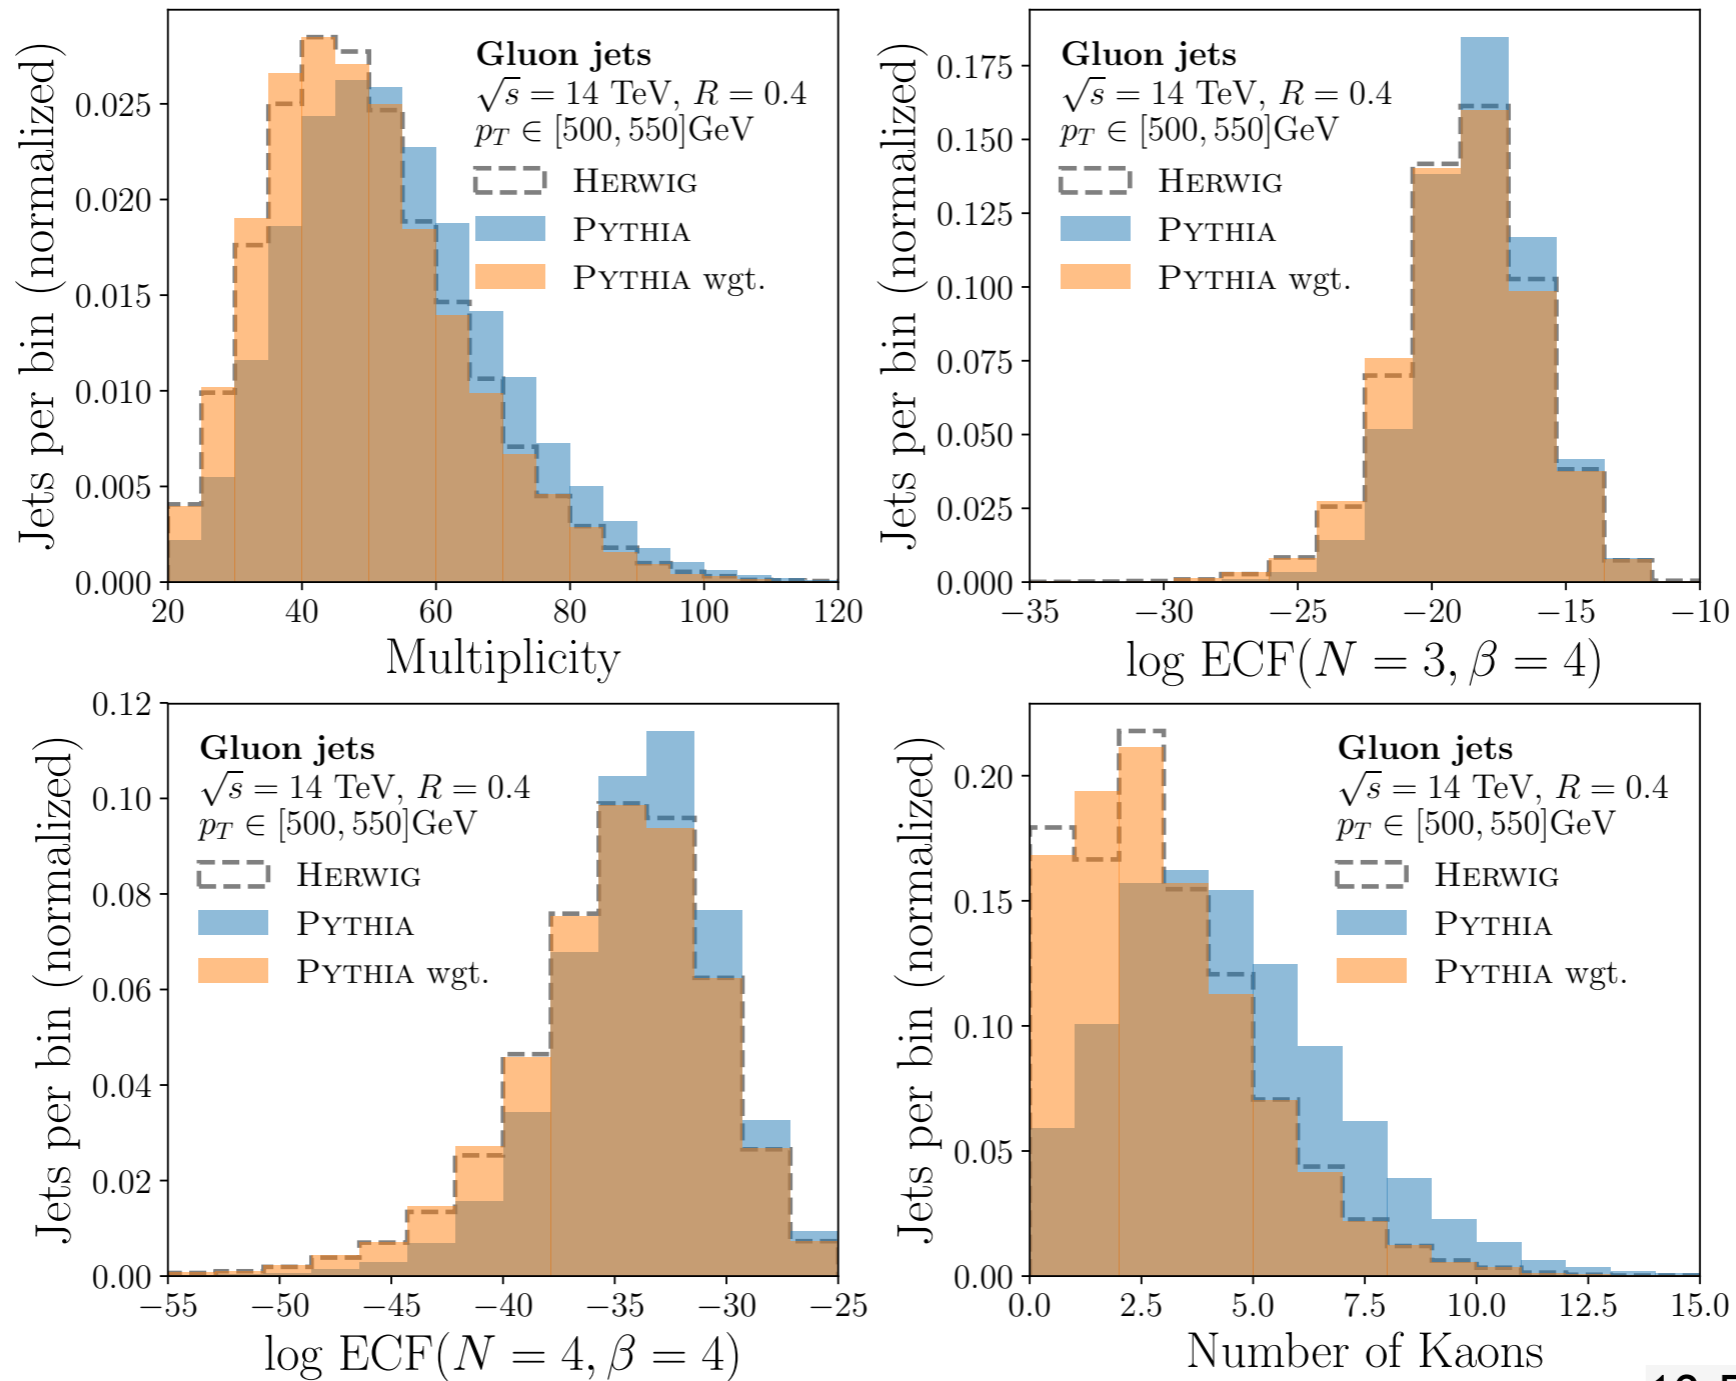 Jets per bin (normalized)
0.025
0.020
0.015
0.010
0.005
0.000
Gluon jets
√s = 14 TeV, R = 0.4
p_T ∈ [500, 550]GeV
HERWIG
PYTHIA
PYTHIA wgt.
20 40 60 80 100 120
Multiplicity
Jets per bin (normalized)
0.175
0.150
0.125
0.100
0.075
0.050
0.025
0.000
Gluon jets
√s = 14 TeV, R = 0.4
p_T ∈ [500, 550]GeV
HERWIG
PYTHIA
PYTHIA wgt.
−35 −30 −25 −20 −15 −10
log ECF(N = 3, β = 4)
Jets per bin (normalized)
0.12
0.10
0.08
0.06
0.04
0.02
0.00
Gluon jets
√s = 14 TeV, R = 0.4
p_T ∈ [500, 550]GeV
HERWIG
PYTHIA
PYTHIA wgt.
−55 −50 −45 −40 −35 −30 −25
log ECF(N = 4, β = 4)
Jets per bin (normalized)
0.20
0.15
0.10
0.05
0.00
Gluon jets
√s = 14 TeV, R = 0.4
p_T ∈ [500, 550]GeV
HERWIG
PYTHIA
PYTHIA wgt.
0.0 2.5 5.0 7.5 10.0 12.5 15.0
Number of Kaons